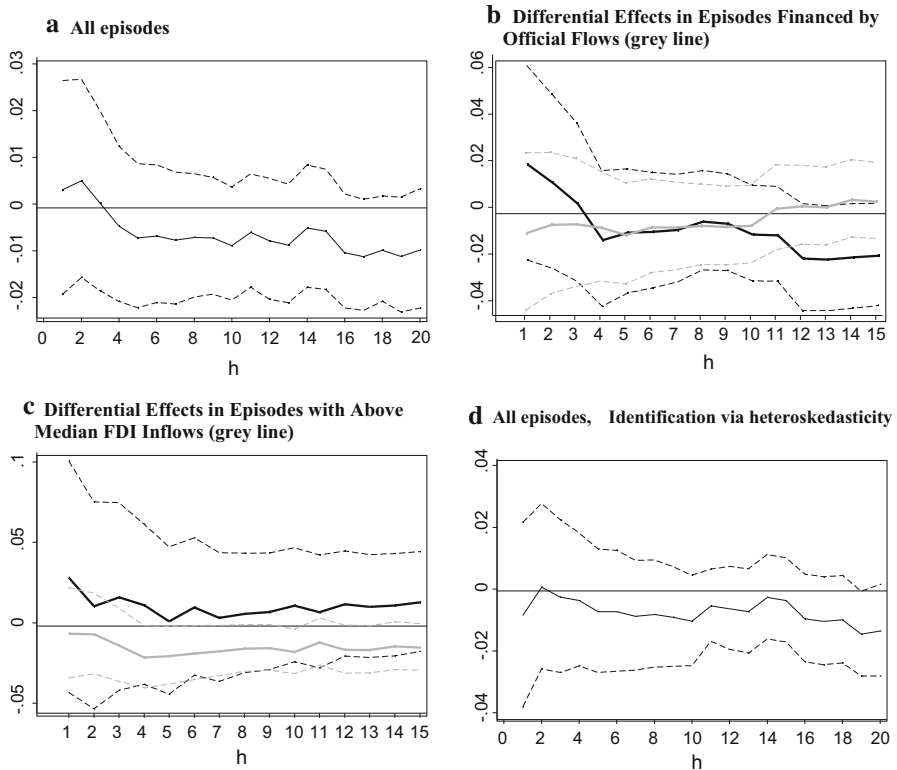 a All episodes
.03
.02
.01
0
-.01
-.02
0 2 4 6 8 10 12 14 16 18 20
h
b Differential Effects in Episodes Financed by
Official Flows (grey line)
.06
.04
.02
0
-.02
-.04
1 2 3 4 5 6 7 8 9 10 11 12 13 14 15
h
c Differential Effects in Episodes with Above
Median FDI Inflows (grey line)
.1
.05
0
-.05
1 2 3 4 5 6 7 8 9 10 11 12 13 14 15
h
d All episodes, Identification via heteroskedasticity
.04
.02
0
-.02
-.04
0 2 4 6 8 10 12 14 16 18 20
h